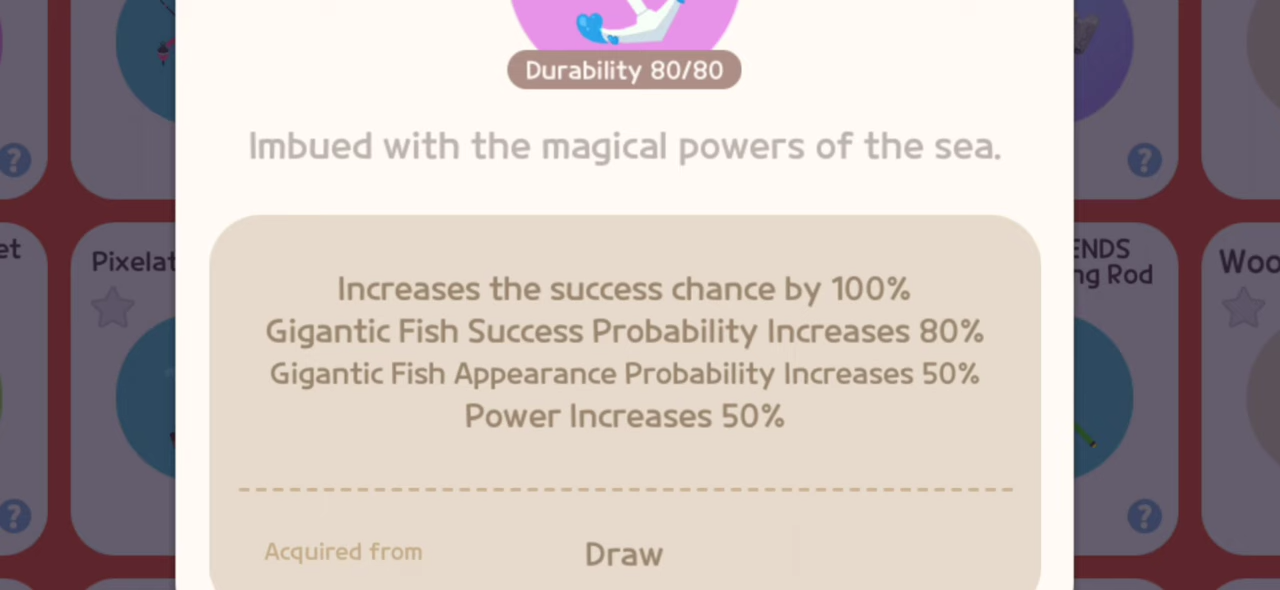 Durability 80/80
Imbued with the magical powers of the sea.
et
Pixelat
ENDS
ng Rod
Woo
Increases the success chance by 100%
Gigantic Fish Success Probability Increases 80%
Gigantic Fish Appearance Probability Increases 50%
Power Increases 50%
?
?
?
?
Acquired from
Draw